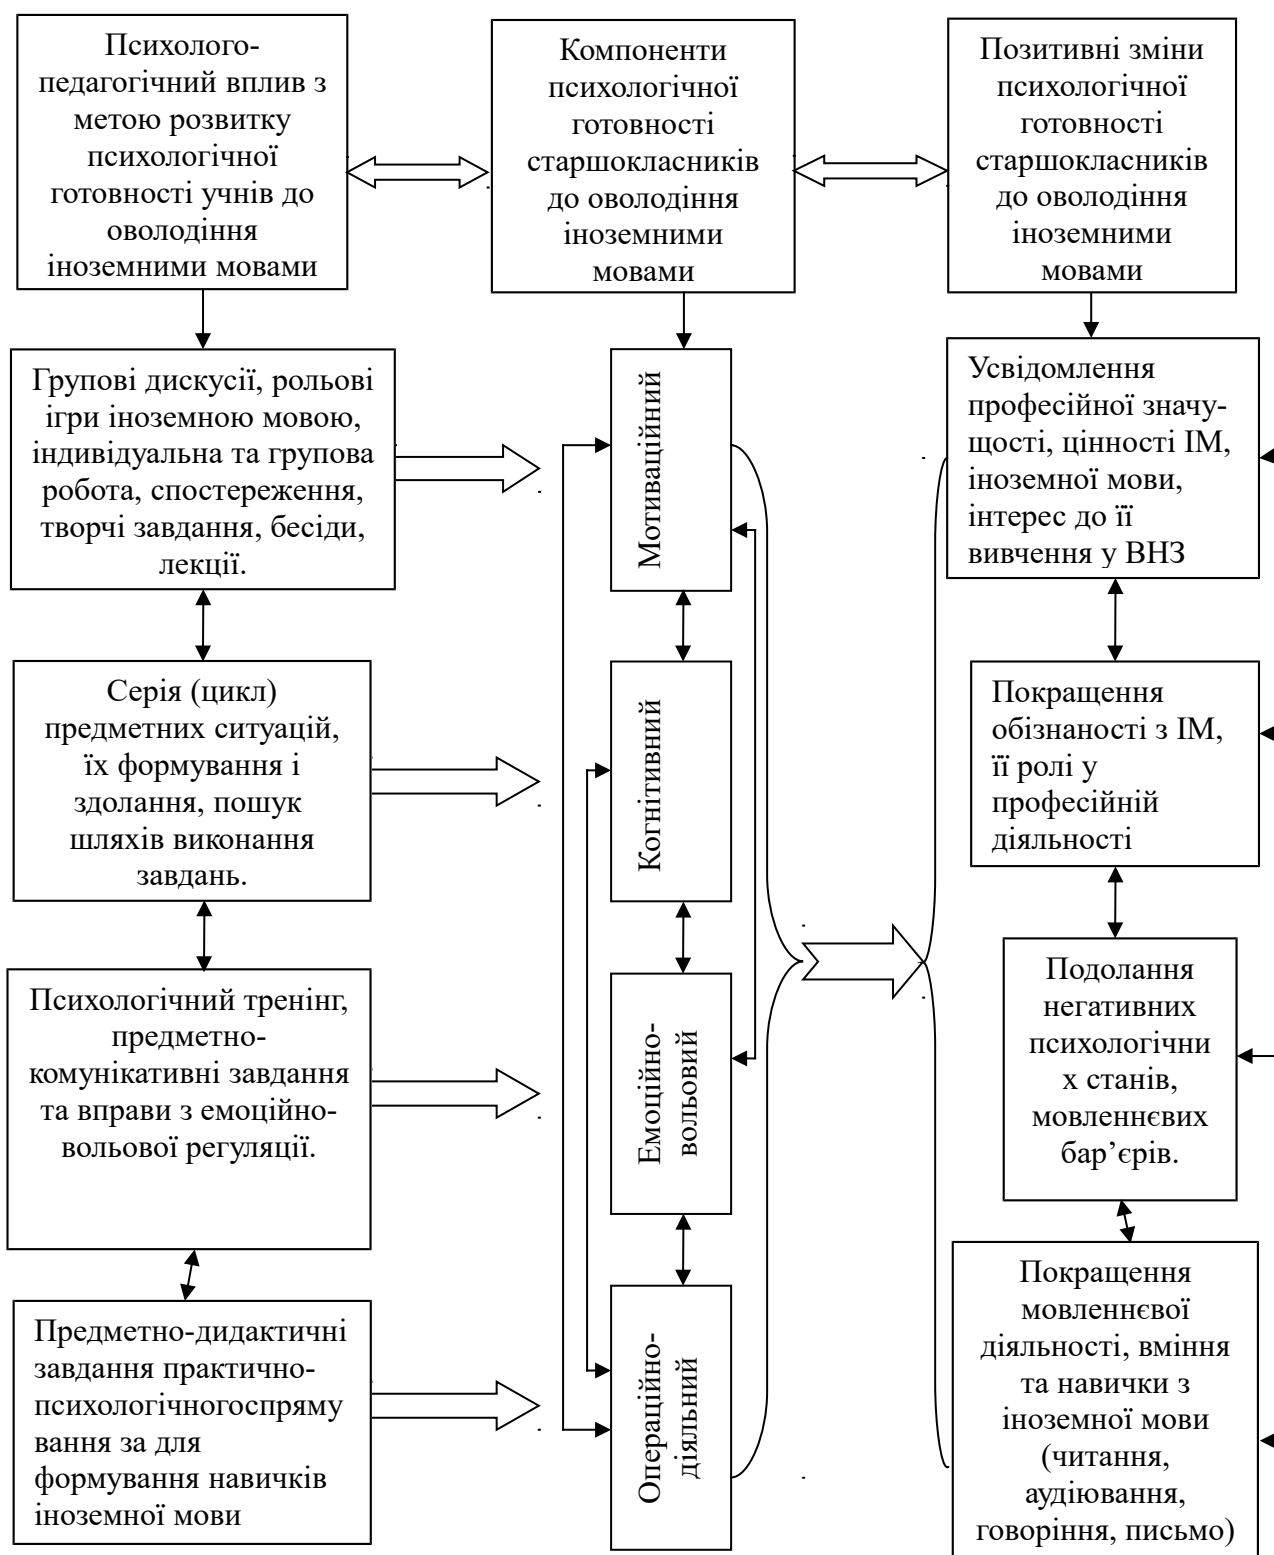 Психолого-
педагогічний вплив з
метою розвитку
психологічної
готовності учнів до
оволодіння
іноземними мовами
Компоненти
психологічної
готовності
старшокласників
до оволодіння
іноземними
мовами
Позитивні зміни
психологічної
готовності
старшокласників
до оволодіння
іноземними
мовами
Групові дискусії, рольові
ігри іноземною мовою,
індивідуальна та групова
робота, спостереження,
творчі завдання, бесіди,
лекції.
Мотиваційний
Усвідомлення
професійної значу-
щості, цінності ІМ,
іноземної мови,
інтерес до її
вивчення у ВНЗ
Серія (цикл)
предметних ситуацій,
їх формування і
здолання, пошук
шляхів виконання
завдань.
Когнітивний
Покращення
обізнаності з ІМ,
її ролі у
професійній
діяльності
Психологічний тренінг,
предметно-
комунікативні завдання
та вправи з емоційно-
вольової регуляції.
Емоційно-
вольовий
Подолання
негативних
психологічни
х станів,
мовленнєвих
бар’єрів.
Предметно-дидактичні
завдання практично-
психологічногоспряму
вання за для
формування навичків
іноземної мови
Операційно-
діяльний
Покращення
мовленнєвої
діяльності, вміння
та навички з
іноземної мови
(читання,
аудіювання,
говоріння, письмо)